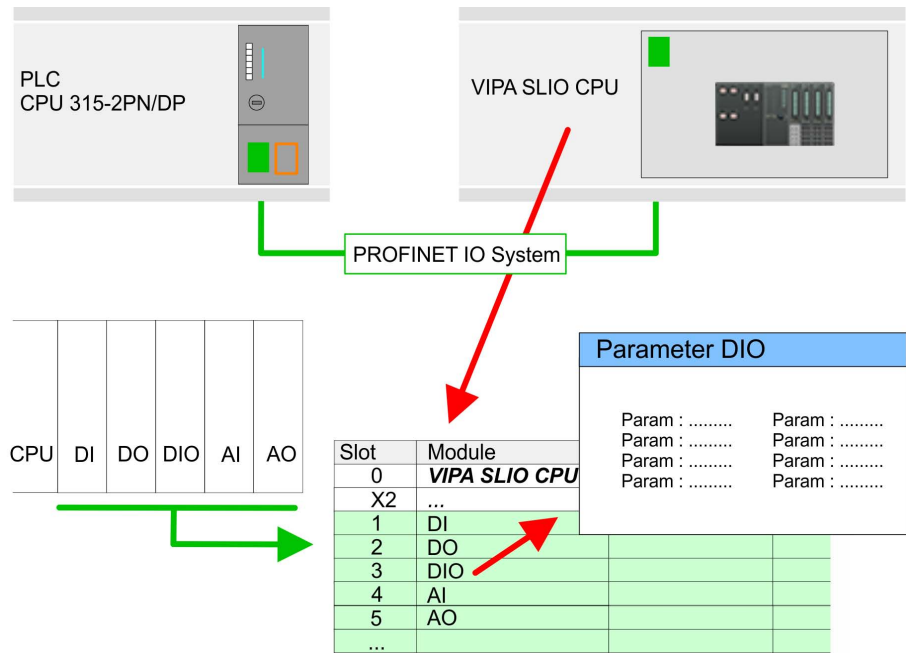 PLC
CPU 315-2PN/DP
VIPA SLIO CPU
PROFINET IO System
Parameter DIO
Param : ......... Param : .........
Param : ......... Param : .........
Param : ......... Param : .........
Param : ......... Param : .........
CPU DI DO DIO AI AO
Slot Module
0 VIPA SLIO CPU
X2 ...
1 DI
2 DO
3 DIO
4 AI
5 AO
...